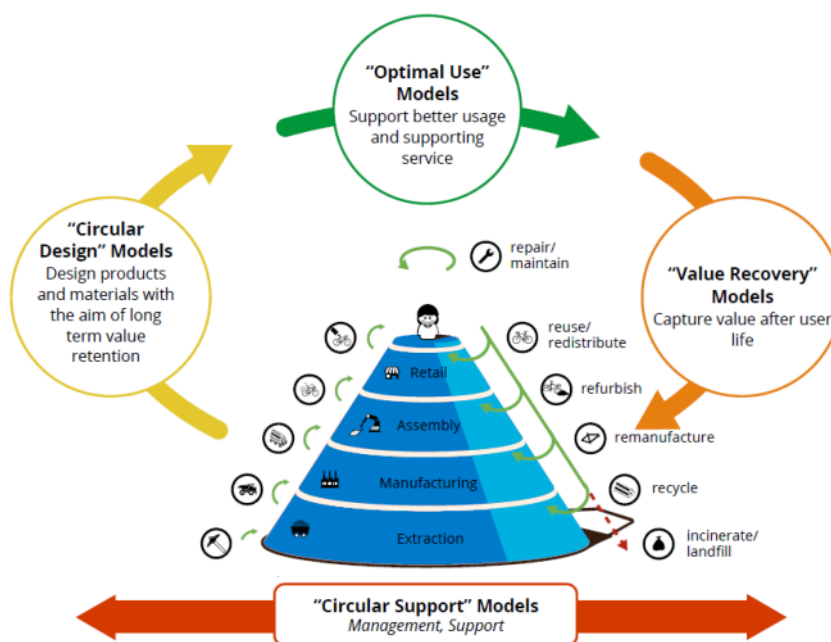 “Optimal Use”
Models
Support better usage
and supporting
service
“Circular
Design” Models
Design products
and materials with
the aim of long
term value
retention
“Value Recovery”
Models
Capture value after user
life
repair/
maintain
reuse/
redistribute
refurbish
remanufacture
recycle
incinerate/
landfill
Retail
Assembly
Manufacturing
Extraction
“Circular Support” Models
Management, Support